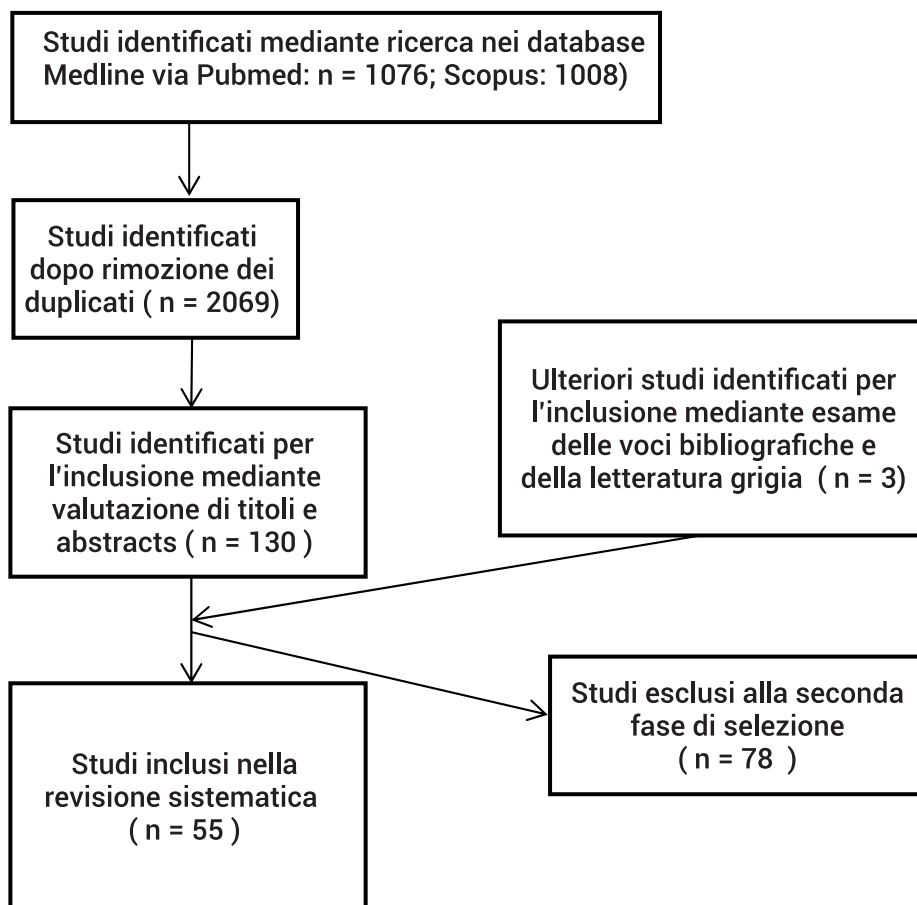 Studi identificati mediante ricerca nei database
Medline via Pubmed: n = 1076; Scopus: 1008)
Studi identificati
dopo rimozione dei
duplicati ( n = 2069)
Ulteriori studi identificati per
l'inclusione mediante esame
delle voci bibliografiche e
della letteratura grigia ( n = 3)
Studi identificati per
l'inclusione mediante
valutazione di titoli e
abstracts ( n = 130 )
Studi esclusi alla seconda
fase di selezione
( n = 78 )
Studi inclusi nella
revisione sistematica
( n = 55 )